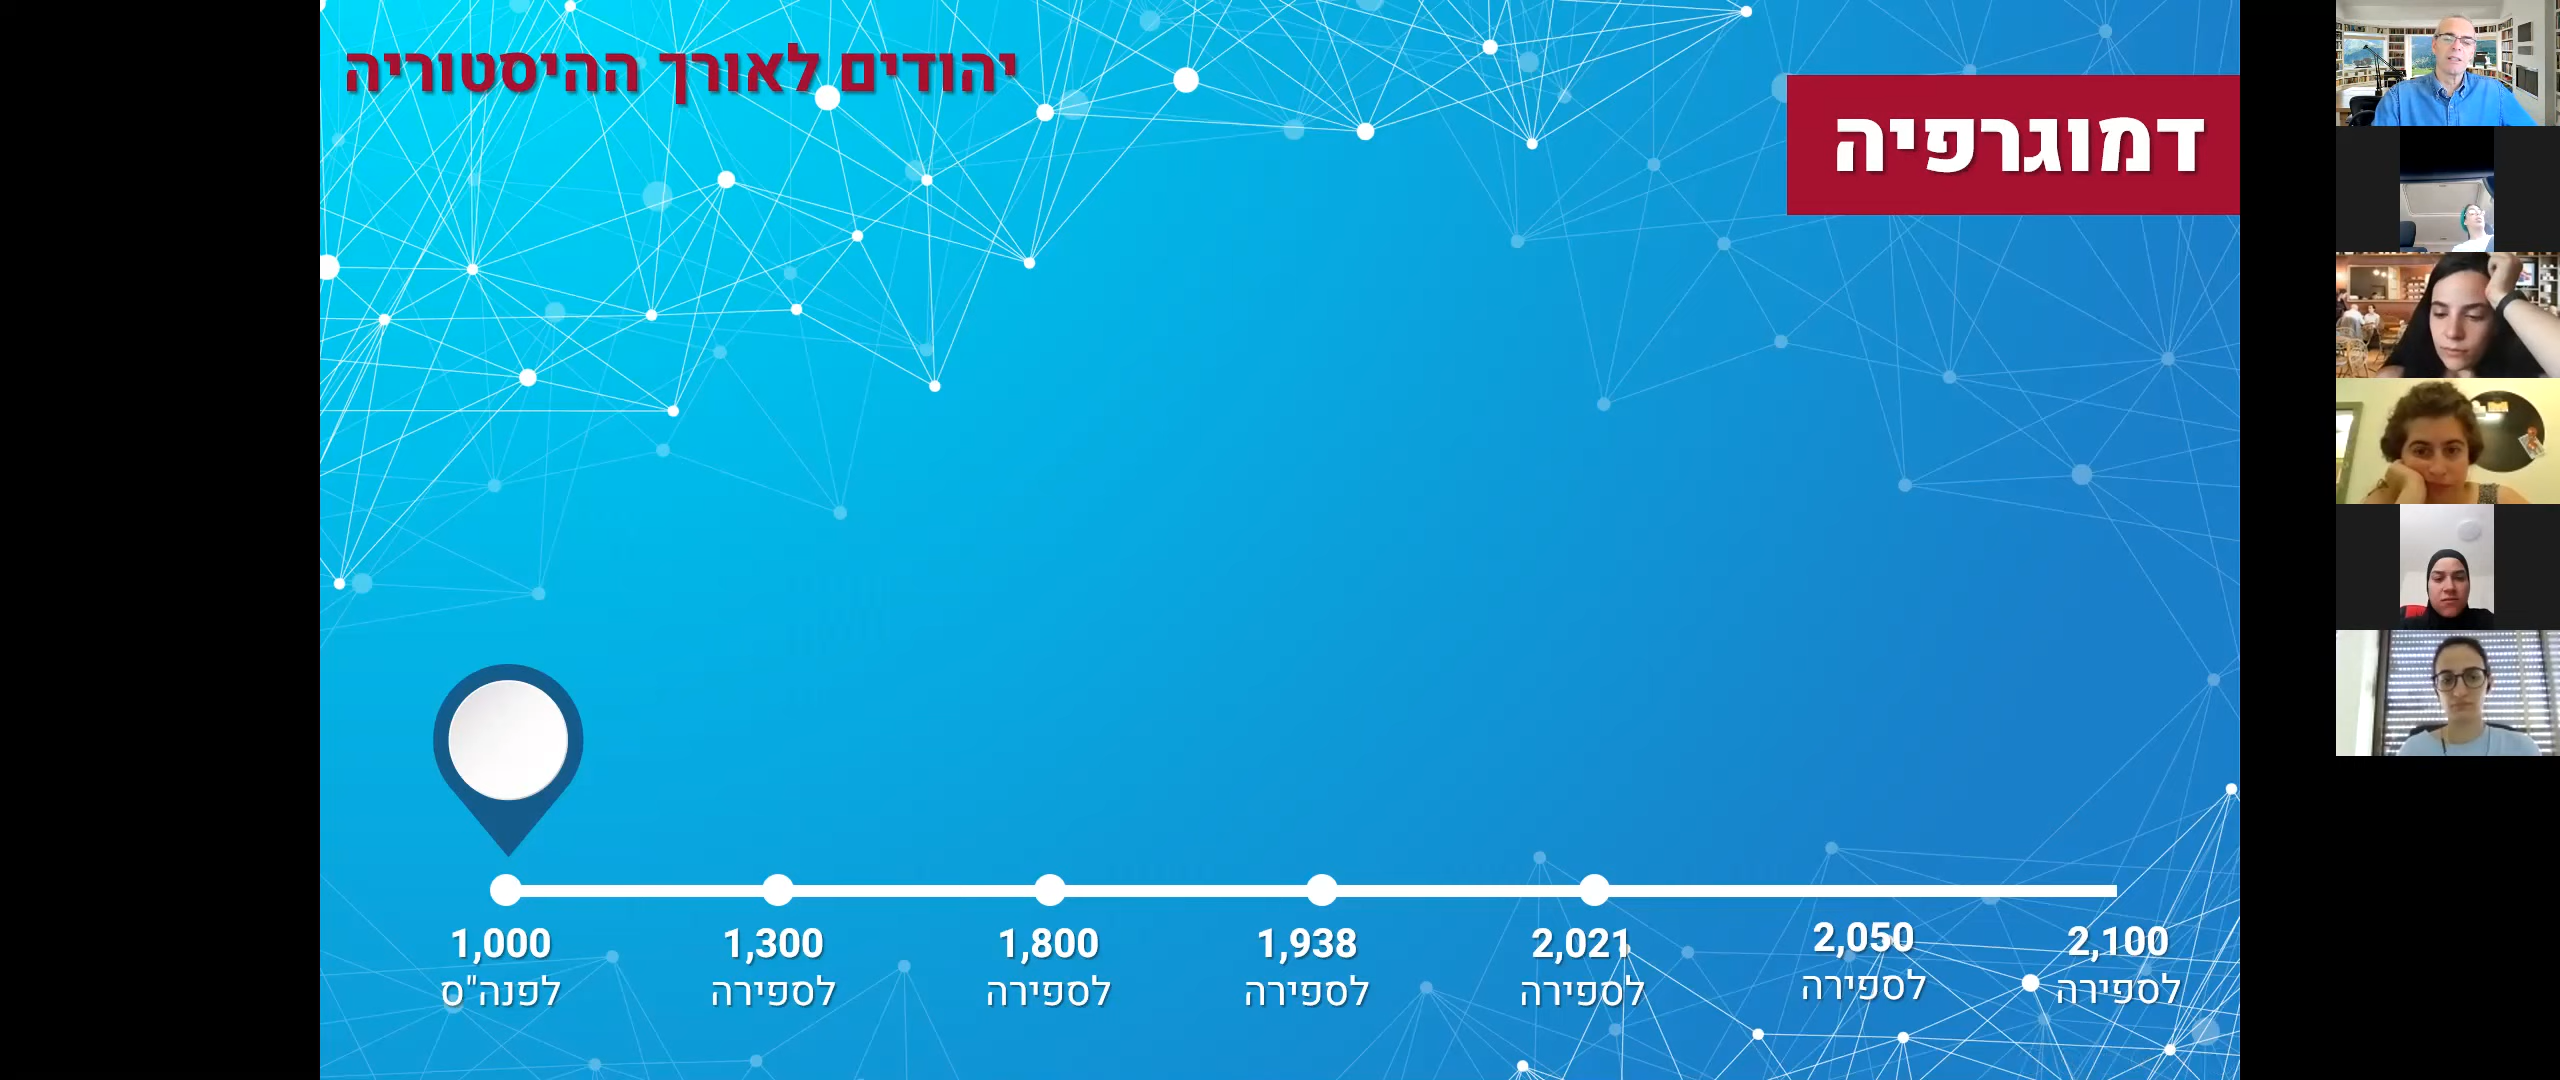 יהודים לאורך ההיסטוריה
דמוגרפיה
1,000
לפנה"ס
1,300
לספירה
1,800
לספירה
1,938
לספירה
2,021
לספירה
2,050
לספירה
2,100
לספירה